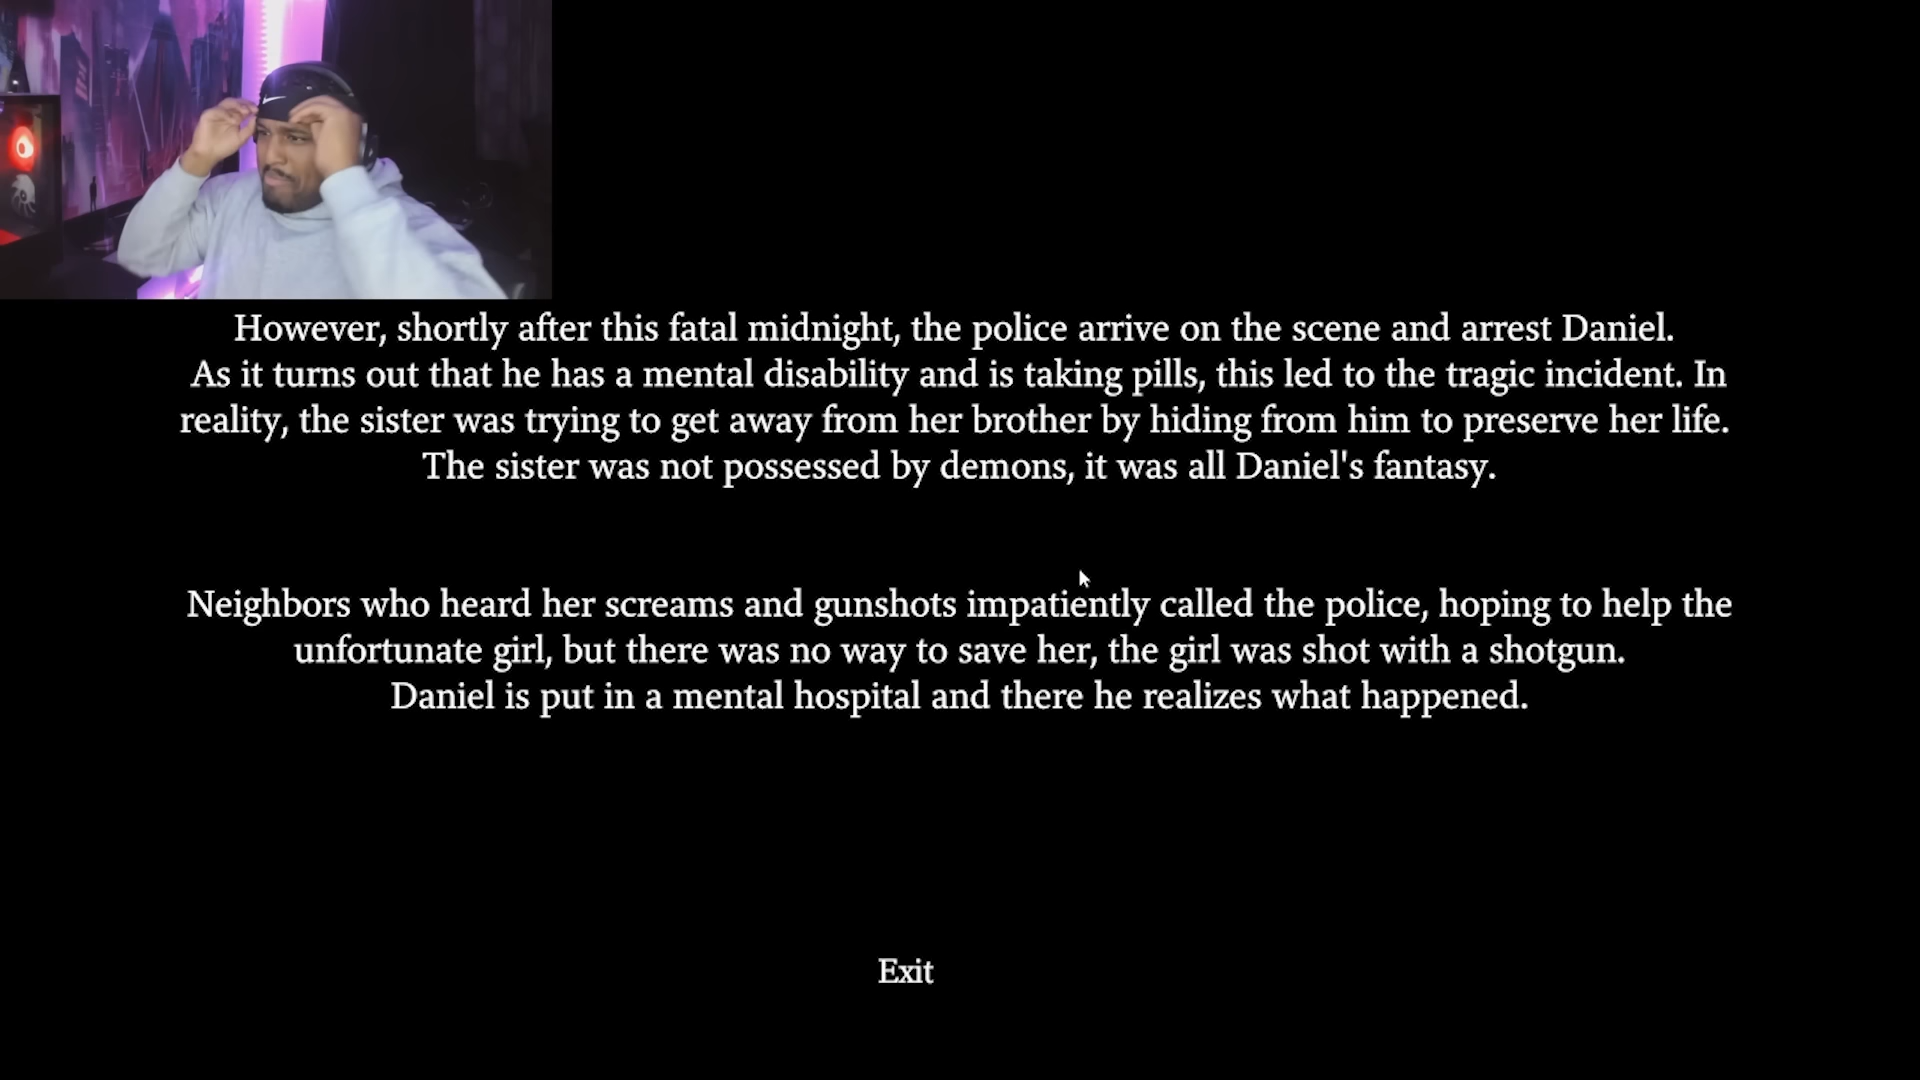 However, shortly after this fatal midnight, the police arrive on the scene and arrest Daniel.
As it turns out that he has a mental disability and is taking pills, this led to the tragic incident. In
reality, the sister was trying to get away from her brother by hiding from him to preserve her life.
The sister was not possessed by demons, it was all Daniel's fantasy.
Neighbors who heard her screams and gunshots impatiently called the police, hoping to help the
unfortunate girl, but there was no way to save her, the girl was shot with a shotgun.
Daniel is put in a mental hospital and there he realizes what happened.
Exit